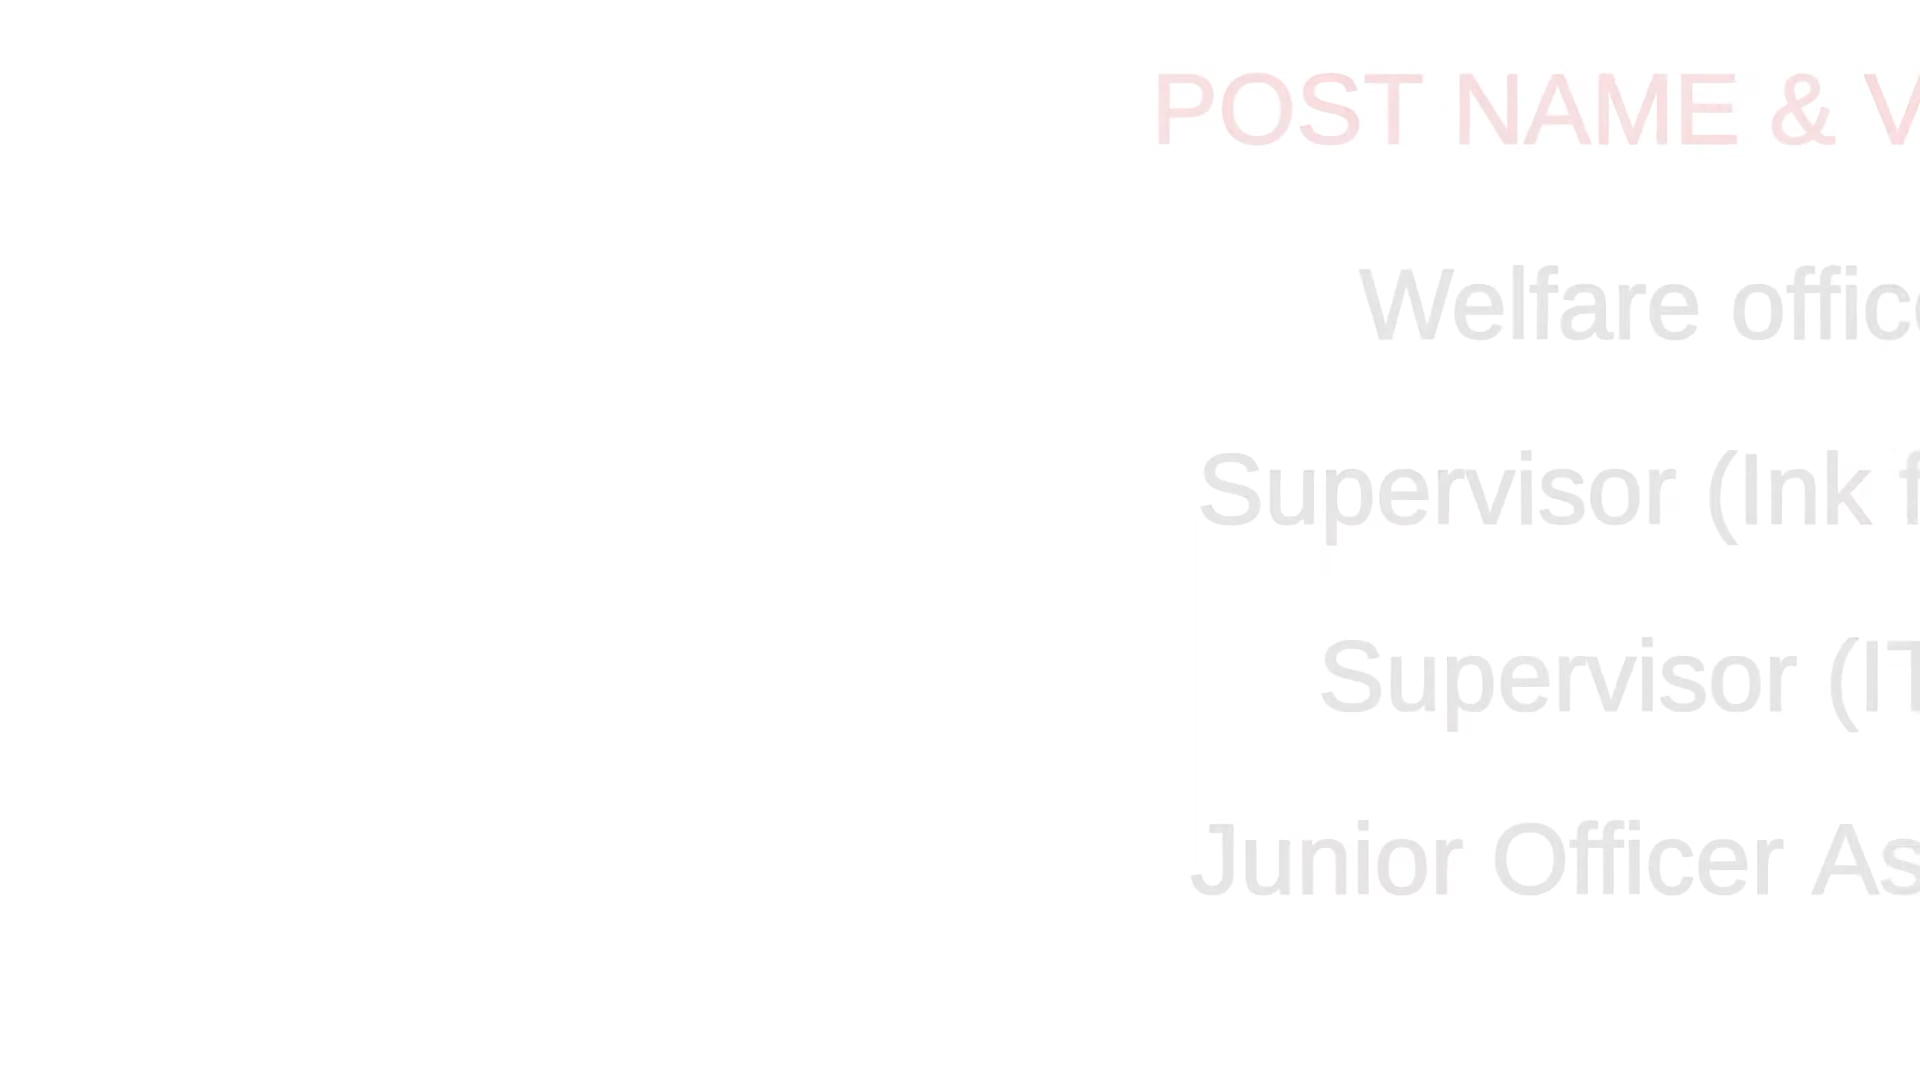 POST NAME & V
Welfare offic
Supervisor (Ink f
Supervisor (IT
Junior Officer As